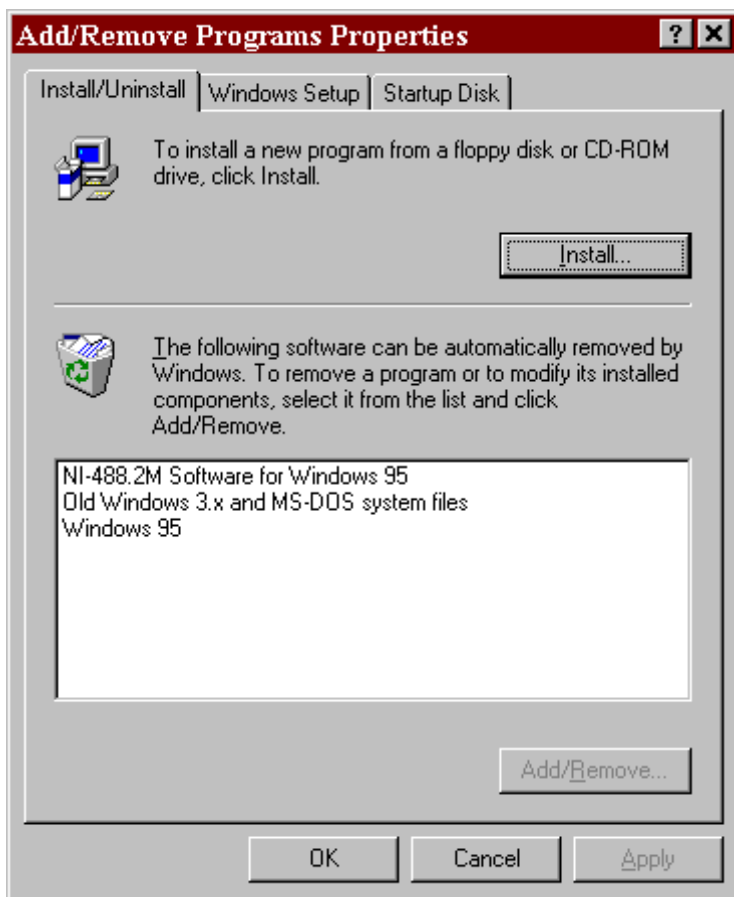 Add/Remove Programs Properties
Install/Uninstall
Windows Setup
Startup Disk
To install a new program from a floppy disk or CD-ROM
drive, click Install.
Install...
The following software can be automatically removed by
Windows. To remove a program or to modify its installed
components, select it from the list and click
Add/Remove.
NI-488.2M Software for Windows 95
Old Windows 3.x and MS-DOS system files
Windows 95
Add/Remove...
OK
Cancel
Apply